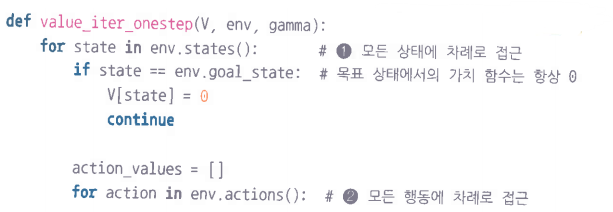 def value_iter_onestep(V, env, gamma):
    for state in env.states():        # ❶ 모든 상태에 차례로 접근
        if state == env.goal_state:  # 목표 상태에서의 가치 함수는 항상 0
            V[state] = 0
            continue

        action_values = []
        for action in env.actions():  # ❷ 모든 행동에 차례로 접근